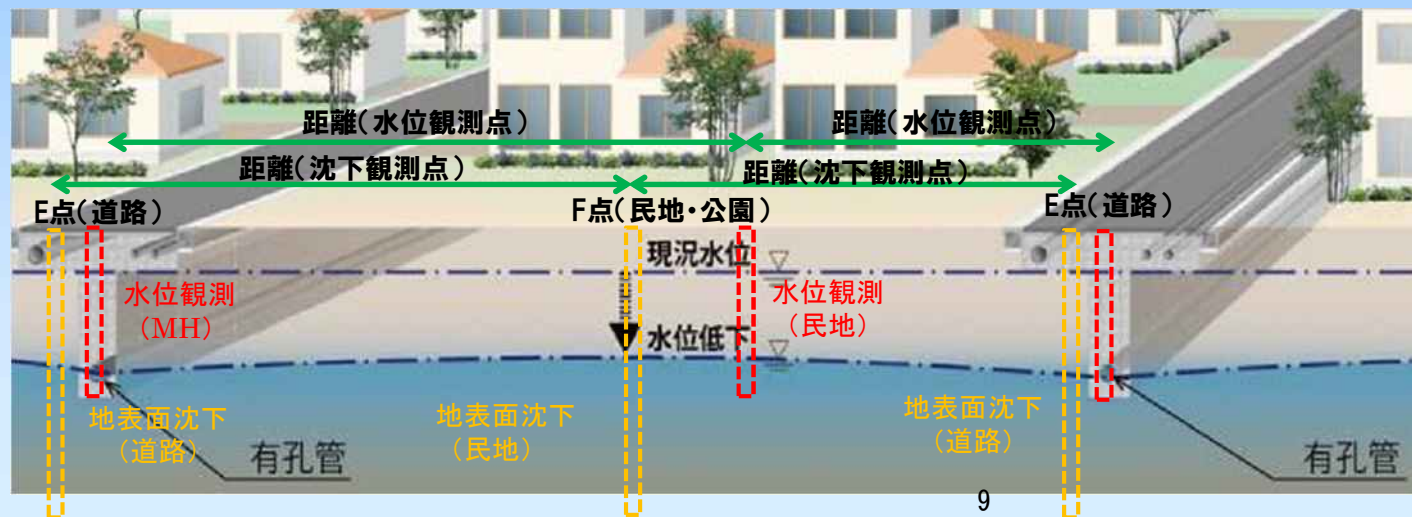 距離(水位観測点)
距離(水位観測点)
距離(沈下観測点)
距離(沈下観測点)
E点(道路)
F点(民地・公園)
E点(道路)
現況水位
水位観測
(MH)
水位観測
(民地)
水位低下
地表面沈下
(道路)
地表面沈下
(民地)
地表面沈下
(道路)
有孔管
有孔管
9